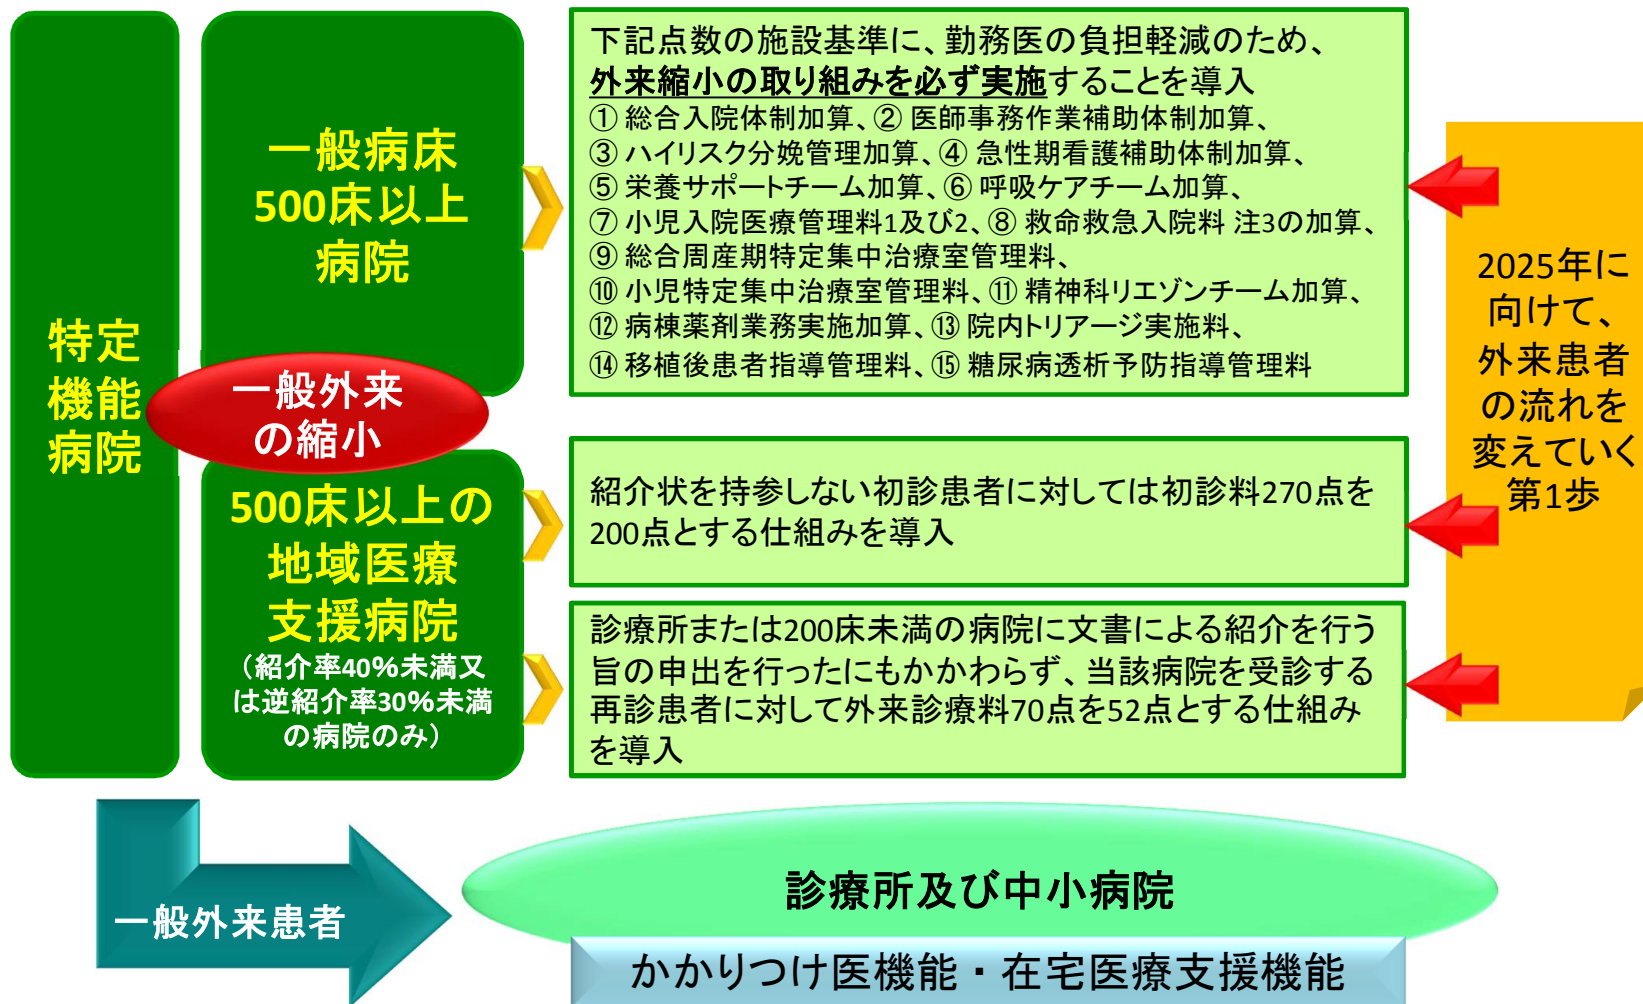 特定
機能
病院
一般病床
500床以上
病院
一般外来
の縮小
500床以上の
地域医療
支援病院
（紹介率40％未満又
は逆紹介率30％未満
の病院のみ）
下記点数の施設基準に、勤務医の負担軽減のため、
外来縮小の取り組みを必ず実施することを導入
① 総合入院体制加算、② 医師事務作業補助体制加算、
③ ハイリスク分娩管理加算、④ 急性期看護補助体制加算、
⑤ 栄養サポートチーム加算、⑥ 呼吸ケアチーム加算、
⑦ 小児入院医療管理料1及び2、⑧ 救命救急入院料 注3の加算、
⑨ 総合周産期特定集中治療室管理料、
⑩ 小児特定集中治療室管理料、⑪ 精神科リエゾンチーム加算、
⑫ 病棟薬剤業務実施加算、⑬ 院内トリアージ実施料、
⑭ 移植後患者指導管理料、⑮ 糖尿病透析予防指導管理料
紹介状を持参しない初診患者に対しては初診料270点を
200点とする仕組みを導入
診療所または200床未満の病院に文書による紹介を行う
旨の申出を行ったにもかかわらず、当該病院を受診する
再診患者に対して外来診療料70点を52点とする仕組み
を導入
2025年に
向けて、
外来患者
の流れを
変えていく
第1歩
一般外来患者
診療所及び中小病院
かかりつけ医機能・在宅医療支援機能